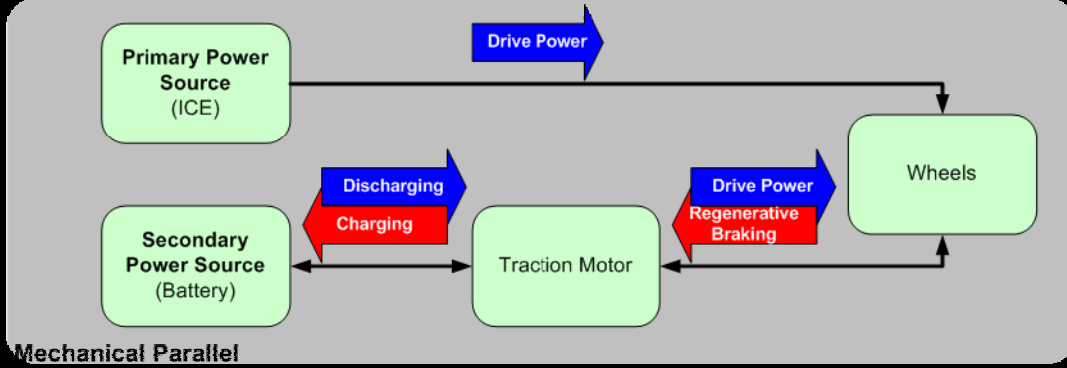 Drive Power
Primary Power
Source
(ICE)
Wheels
Discharging
Charging
Drive Power
Regenerative
Braking
Secondary
Power Source
(Battery)
Traction Motor
Mechanical Parallel